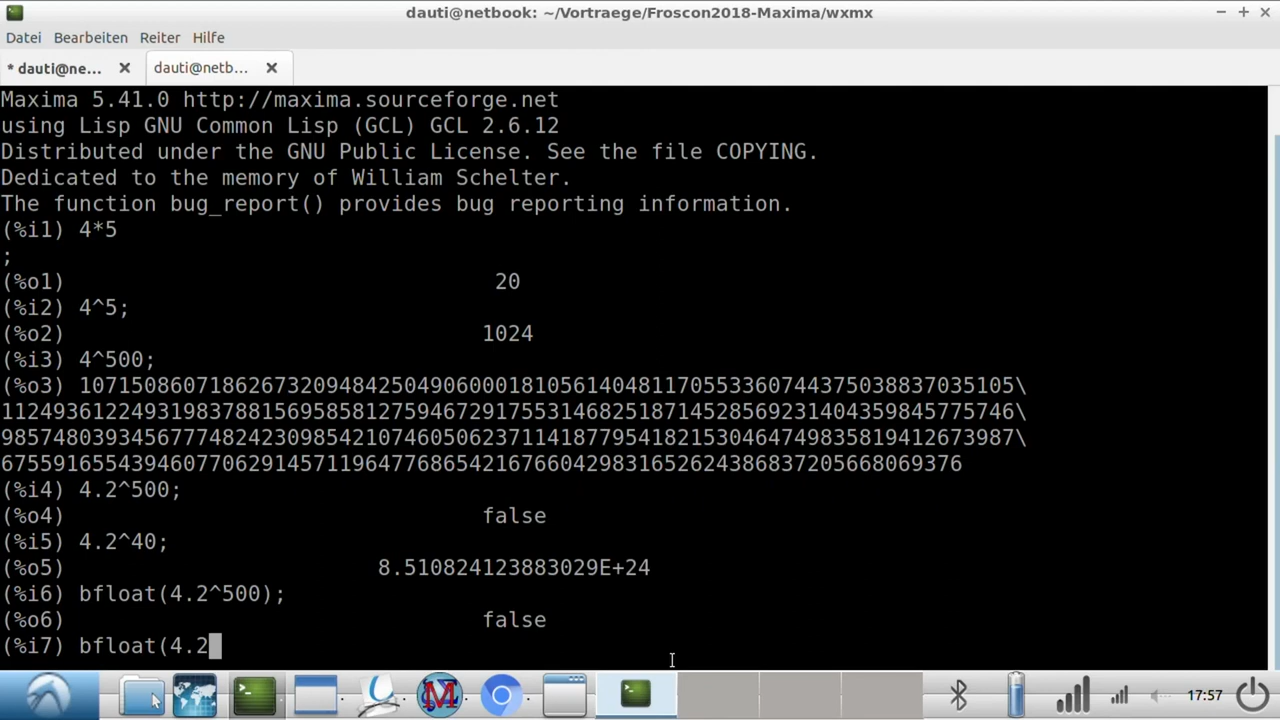 dauti@netbook: ~/Vortraege/Froscon2018-Maxima/wxmx
Datei Bearbeiten Reiter Hilfe
* dauti@ne... dauti@netb...
Maxima 5.41.0 http://maxima.sourceforge.net
using Lisp GNU Common Lisp (GCL) GCL 2.6.12
Distributed under the GNU Public License. See the file COPYING.
Dedicated to the memory of William Schelter.
The function bug_report() provides bug reporting information.
(%i1) 4*5
;
(%o1) 20
(%i2) 4^5;
(%o2) 1024
(%i3) 4^500;
(%o3) 107150860718626732094842504906000181056140481170553360744375038837035105\
112493612249319837881569585812759467291755314682518714528569231404359845775746\
985748039345677748242309854210746050623711418779541821530464749835819412673987\
67559165543946077062914571196477686542167660429831652624386837205668069376
(%i4) 4.2^500;
(%o4) false
(%i5) 4.2^40;
(%o5) 8.510824123883029E+24
(%i6) bfloat(4.2^500);
(%o6) false
(%i7) bfloat(4.2
17:57